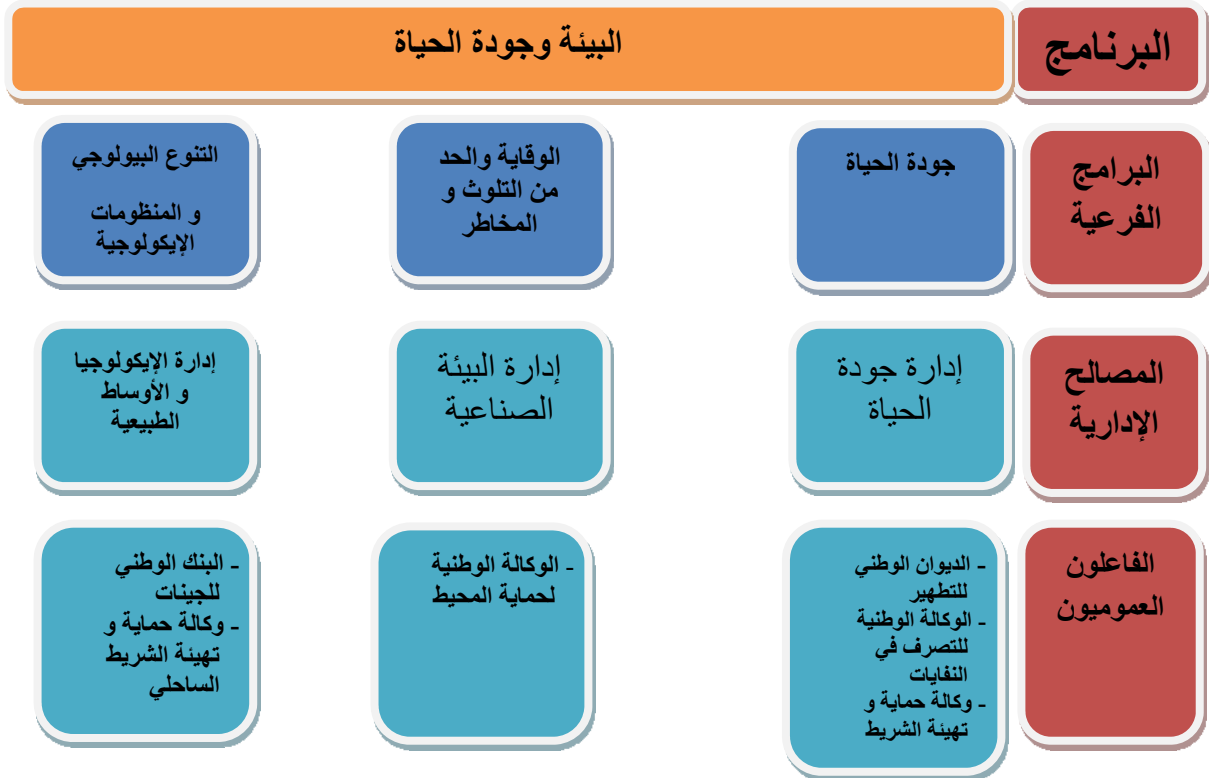 البرنامج
البيئة وجودة الحياة
البرامج
الفرعية
جودة الحياة
الوقاية والحد
من التلوث و
المخاطر
التنوع البيولوجي
و المنظومات
الإيكولوجية
المصالح
الإدارية
إدارة جودة
الحياة
إدارة البيئة
الصناعية
إدارة الإيكولوجيا
و الأوساط
الطبيعية
الفاعلون
العموميون
- الديوان الوطني
للتطهير
- الوكالة الوطنية
للتصرف في
النفايات
- وكالة حماية و
تهيئة الشريط
- الوكالة الوطنية
لحماية المحيط
- البنك الوطني
للجينات
- وكالة حماية و
تهيئة الشريط
الساحلي